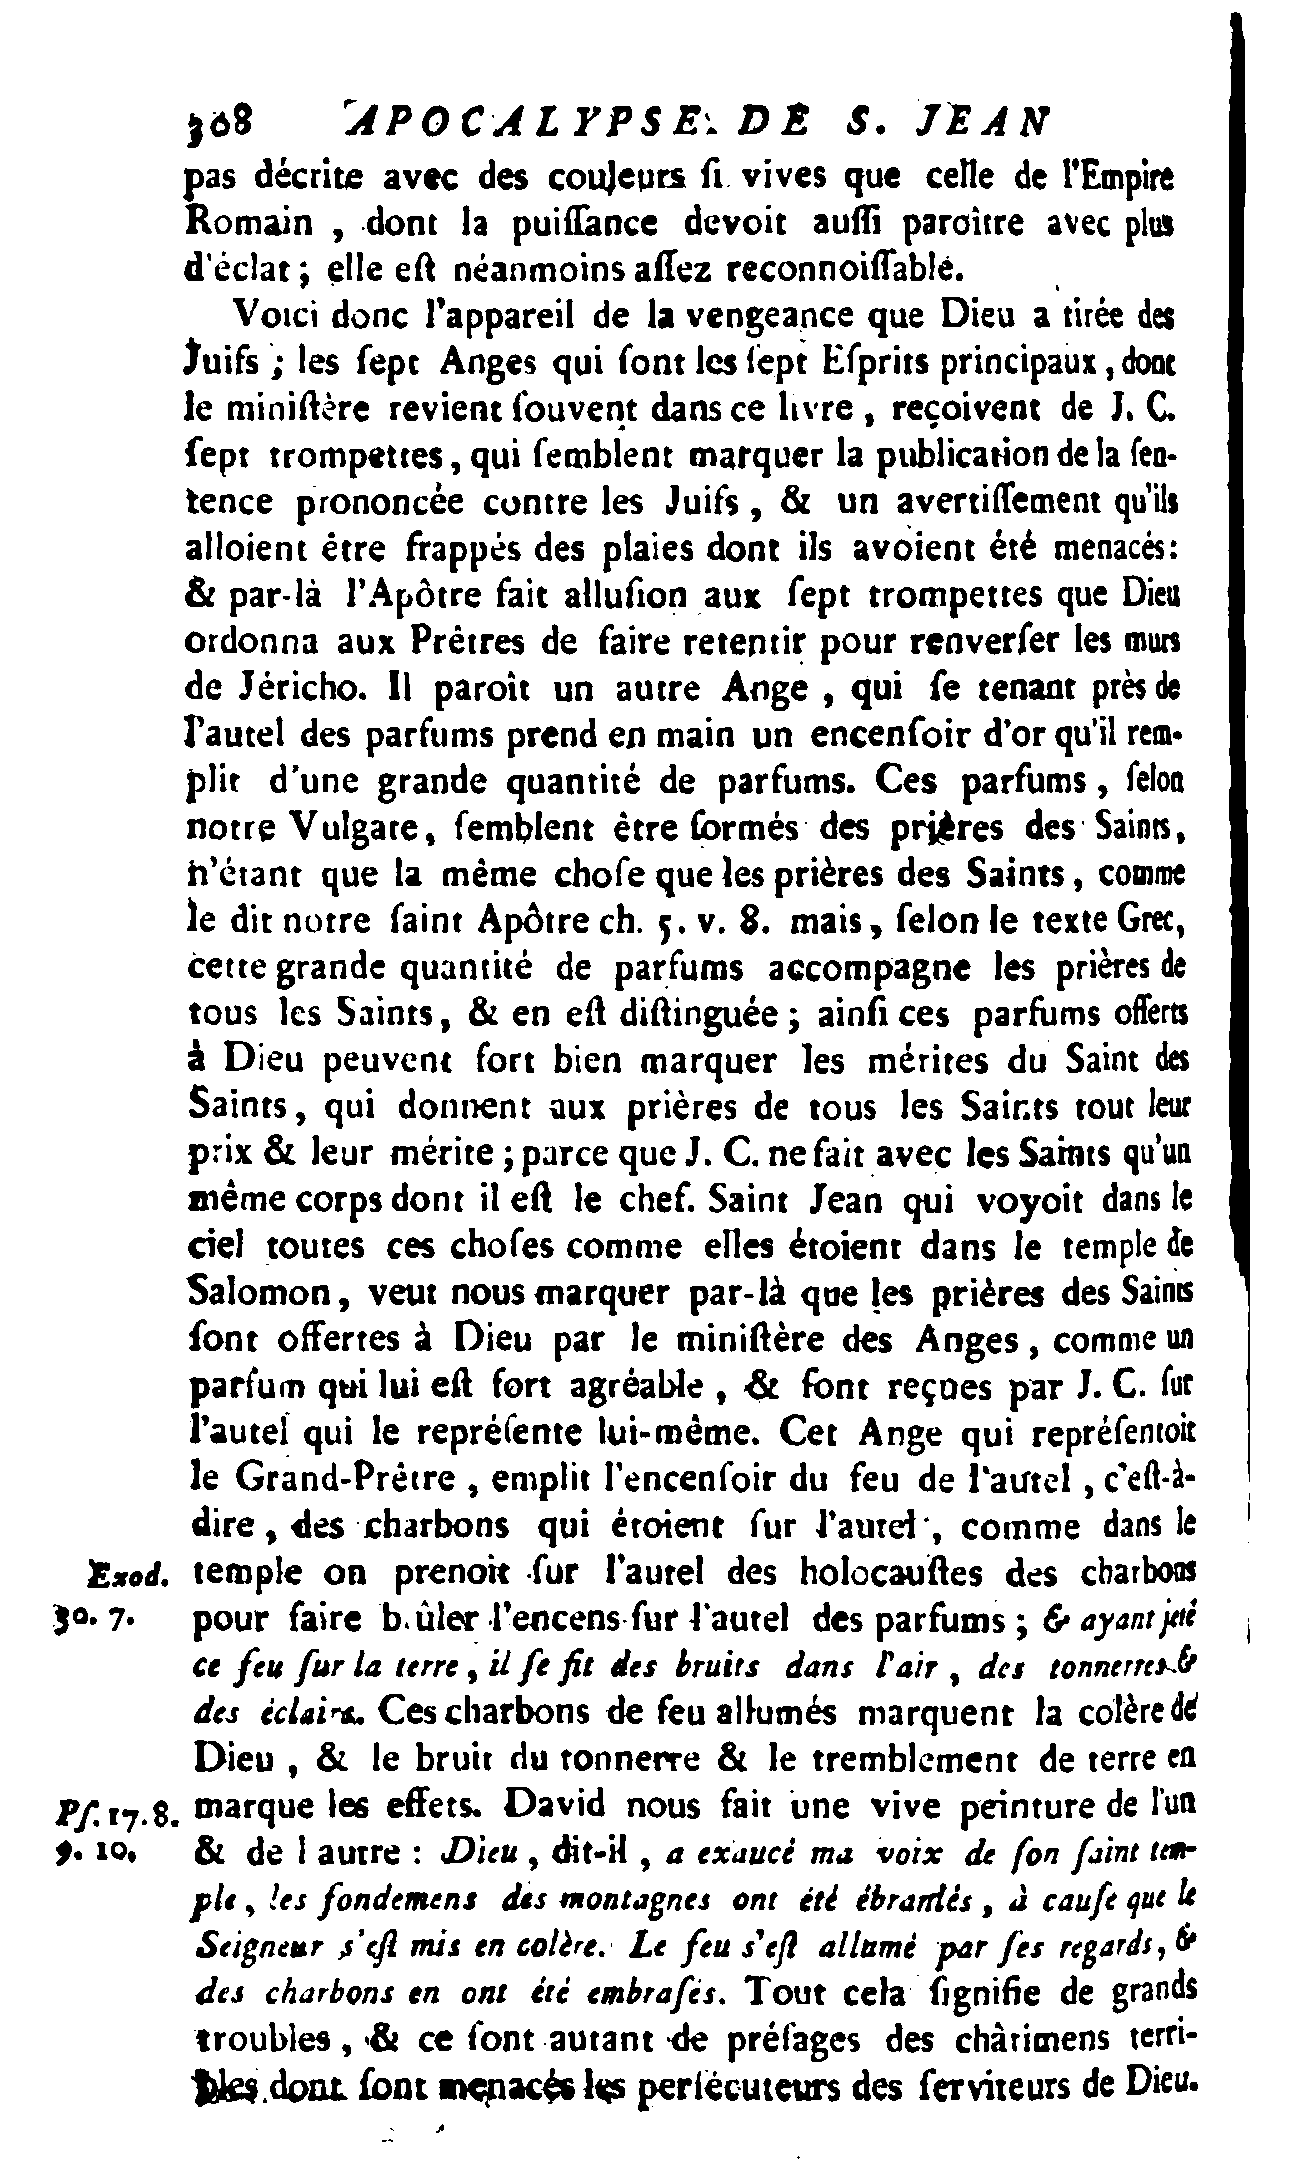 308 APOCALYPSE DE S. JEAN
pas décrite avec des couleurs ſi vives que celle de l'Empire
Romain , dont la puiſſance devoit auſſi paroître avec plus
d'éclat ; elle eſt néanmoins aſſez reconnoiſſable.
Voici donc l'appareil de la vengeance que Dieu a tirée des
Juifs ; les ſept Anges qui ſont les ſept Eſprits principaux , dont
le miniſtère revient ſouvent dans ce livre , reçoivent de J. C.
ſept trompettes , qui ſemblent marquer la publication de la ſen-
tence prononcée contre les Juifs , & un avertiſſement qu'ils
alloient être frappés des plaies dont ils avoient été menacés :
& par-là l'Apôtre fait alluſion aux ſept trompettes que Dieu
ordonna aux Prêtres de faire retentir pour renverſer les murs
de Jéricho. Il paroît un autre Ange , qui ſe tenant près de
l'autel des parfums prend en main un encenſoir d'or qu'il rem-
plit d'une grande quantité de parfums. Ces parfums , ſelon
notre Vulgate, ſemblent être formés des prières des Saints,
n'étant que la même choſe que les prières des Saints , comme
le dit notre ſaint Apôtre ch. 5. v. 8. mais , ſelon le texte Grec,
cette grande quantité de parfums accompagne les prières de
tous les Saints, & en eſt diſtinguée ; ainſi ces parfums offerts
à Dieu peuvent fort bien marquer les mérites du Saint des
Saints , qui donnent aux prières de tous les Saints tout leur
prix & leur mérite ; parce que J. C. ne fait avec les Saints qu'un
même corps dont il eſt le chef. Saint Jean qui voyoit dans le
ciel toutes ces choſes comme elles étoient dans le temple de
Salomon , veut nous marquer par-là que les prières des Saints
ſont offertes à Dieu par le miniſtère des Anges , comme un
parfum qui lui eſt fort agréable , & ſont reçues par J. C. ſur
l'autel qui le repréſente lui-même. Cet Ange qui repréſentoit
le Grand-Prêtre , emplit l'encenſoir du feu de l'autel , c'eſt-à-
dire , des charbons qui étoient ſur l'autel , comme dans le
Exod. temple on prenoit ſur l'autel des holocauſtes des charbons
30. 7. pour faire brûler l'encens ſur l'autel des parfums ; & ayant jeté
ce feu ſur la terre , il ſe fit des bruits dans l'air , des tonnerres &
des éclairs. Ces charbons de feu allumés marquent la colère de
Dieu , & le bruit du tonnerre & le tremblement de terre en
Pſ. 17. 8. marque les effets. David nous fait une vive peinture de l'un
9. 10. & de l autre : Dieu , dit-il , a exaucé ma voix de ſon ſaint tem-
ple , les fondemens des montagnes ont été ébranlés , à cauſe que le
Seigneur s'eſt mis en colère. Le feu s'eſt allumé par ſes regards , &
des charbons en ont été embraſés. Tout cela ſignifie de grands
troubles , & ce ſont autant de préſages des châtimens terri-
bles dont ſont menacés les perſécuteurs des ſerviteurs de Dieu.